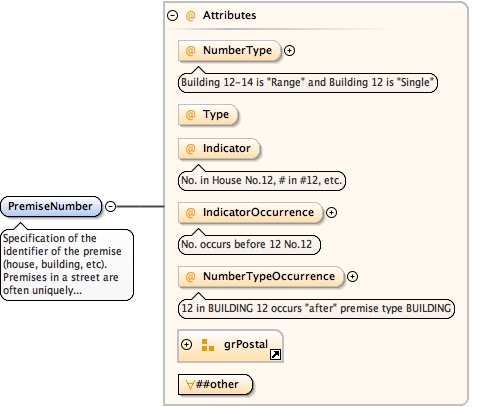 Attributes
@ NumberType
Building 12-14 is "Range" and Building 12 is "Single"
@ Type
@ Indicator
No. in House No.12, # in #12, etc.
PremiseNumber
Specification of the
identifier of the premise
(house, building, etc).
Premises in a street are
often uniquely...
@ IndicatorOccurrence
No. occurs before 12 No.12
@ NumberTypeOccurrence
12 in BUILDING 12 occurs "after" premise type BUILDING
grPostal
##other